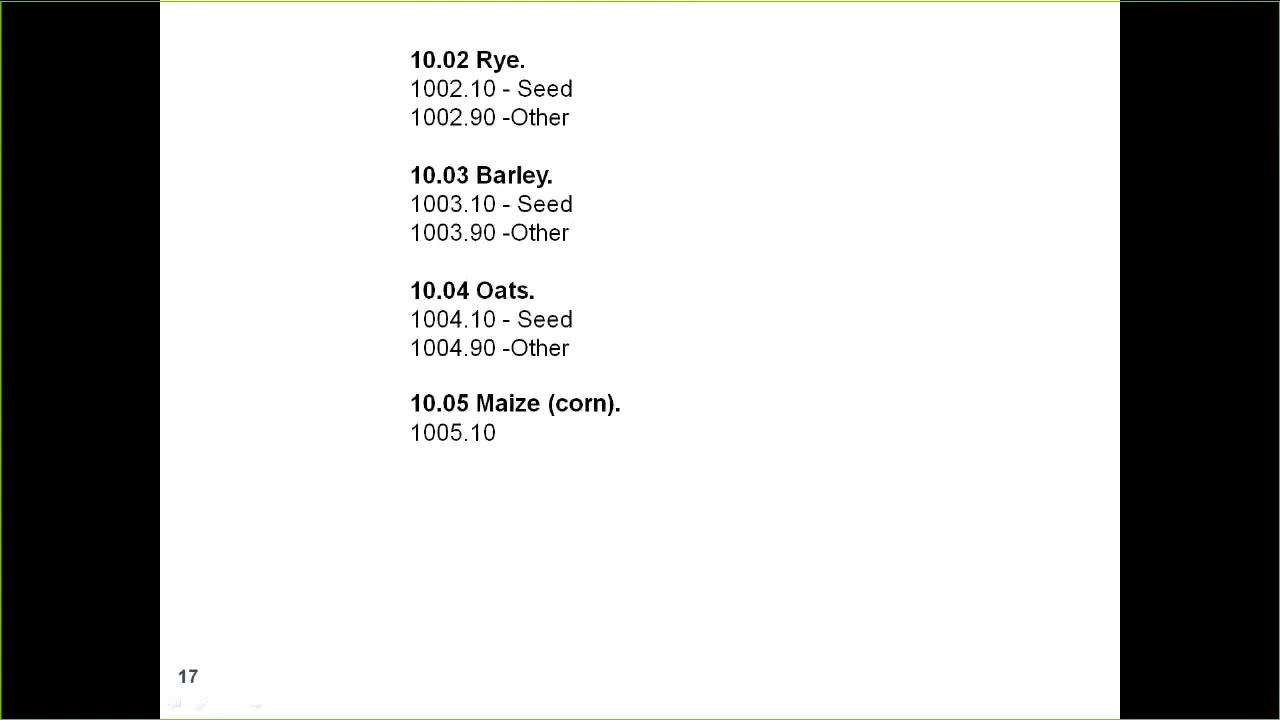 10.02 Rye.
1002.10 - Seed
1002.90 -Other
10.03 Barley.
1003.10 - Seed
1003.90 -Other
10.04 Oats.
1004.10 - Seed
1004.90 -Other
10.05 Maize (corn).
1005.10
17